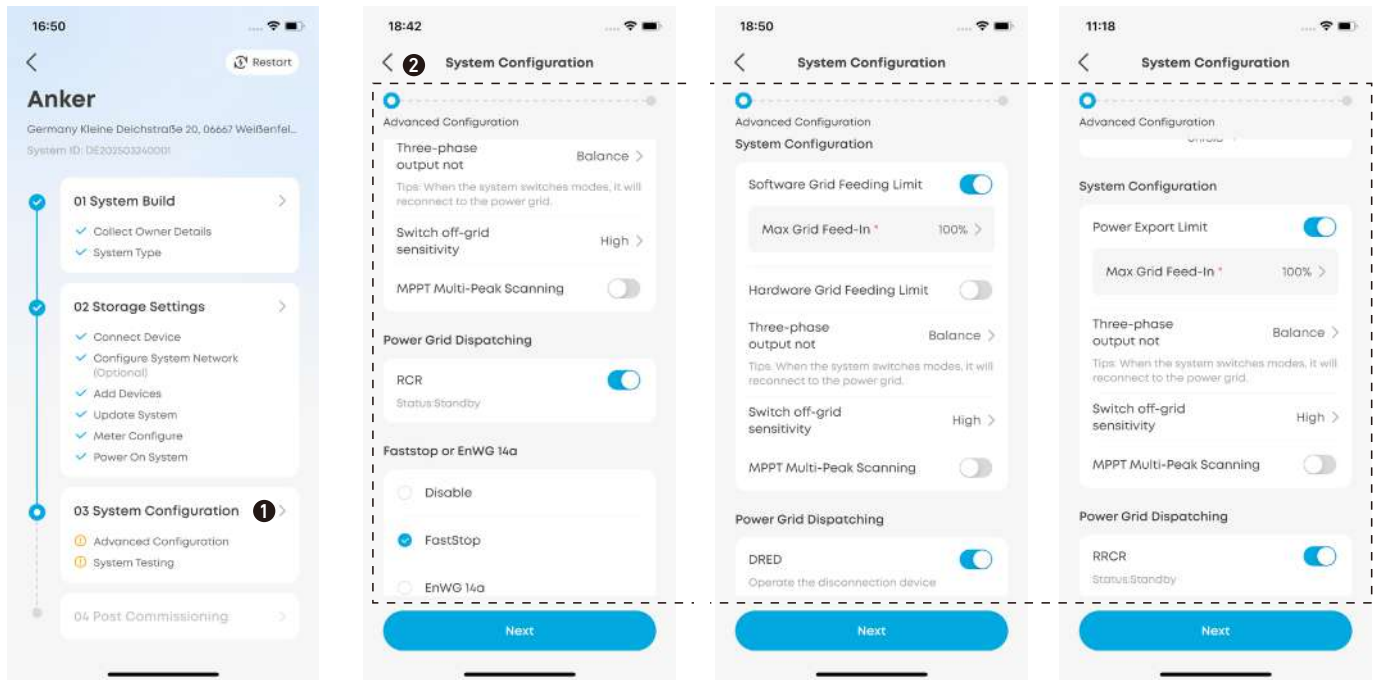 16:50
Restart
Anker
Germany Kleine Deichstraße 20, 06667 Weißenfel...
System ID: DE202503240001
01 System Build
Collect Owner Details
System Type
02 Storage Settings
Connect Device
Configure System Network
(Optional)
Add Devices
Update System
Meter Configure
Power On System
03 System Configuration
1
Advanced Configuration
System Testing
04 Post Commissioning
18:42
2
System Configuration
Advanced Configuration
Three-phase
output not
Balance
Tips: When the system switches modes, it will
reconnect to the power grid.
Switch off-grid
sensitivity
High
MPPT Multi-Peak Scanning
Power Grid Dispatching
RCR
Status:Standby
Faststop or EnWG 14a
Disable
FastStop
EnWG 14a
Next
18:50
System Configuration
Advanced Configuration
System Configuration
Software Grid Feeding Limit
Max Grid Feed-In *
100%
Hardware Grid Feeding Limit
Three-phase
output not
Balance
Tips: When the system switches modes, it will
reconnect to the power grid.
Switch off-grid
sensitivity
High
MPPT Multi-Peak Scanning
Power Grid Dispatching
DRED
Operate the disconnection device
Next
11:18
System Configuration
Advanced Configuration
System Configuration
Power Export Limit
Max Grid Feed-In *
100%
Three-phase
output not
Balance
Tips: When the system switches modes, it will
reconnect to the power grid.
Switch off-grid
sensitivity
High
MPPT Multi-Peak Scanning
Power Grid Dispatching
RRCR
Status:Standby
Next